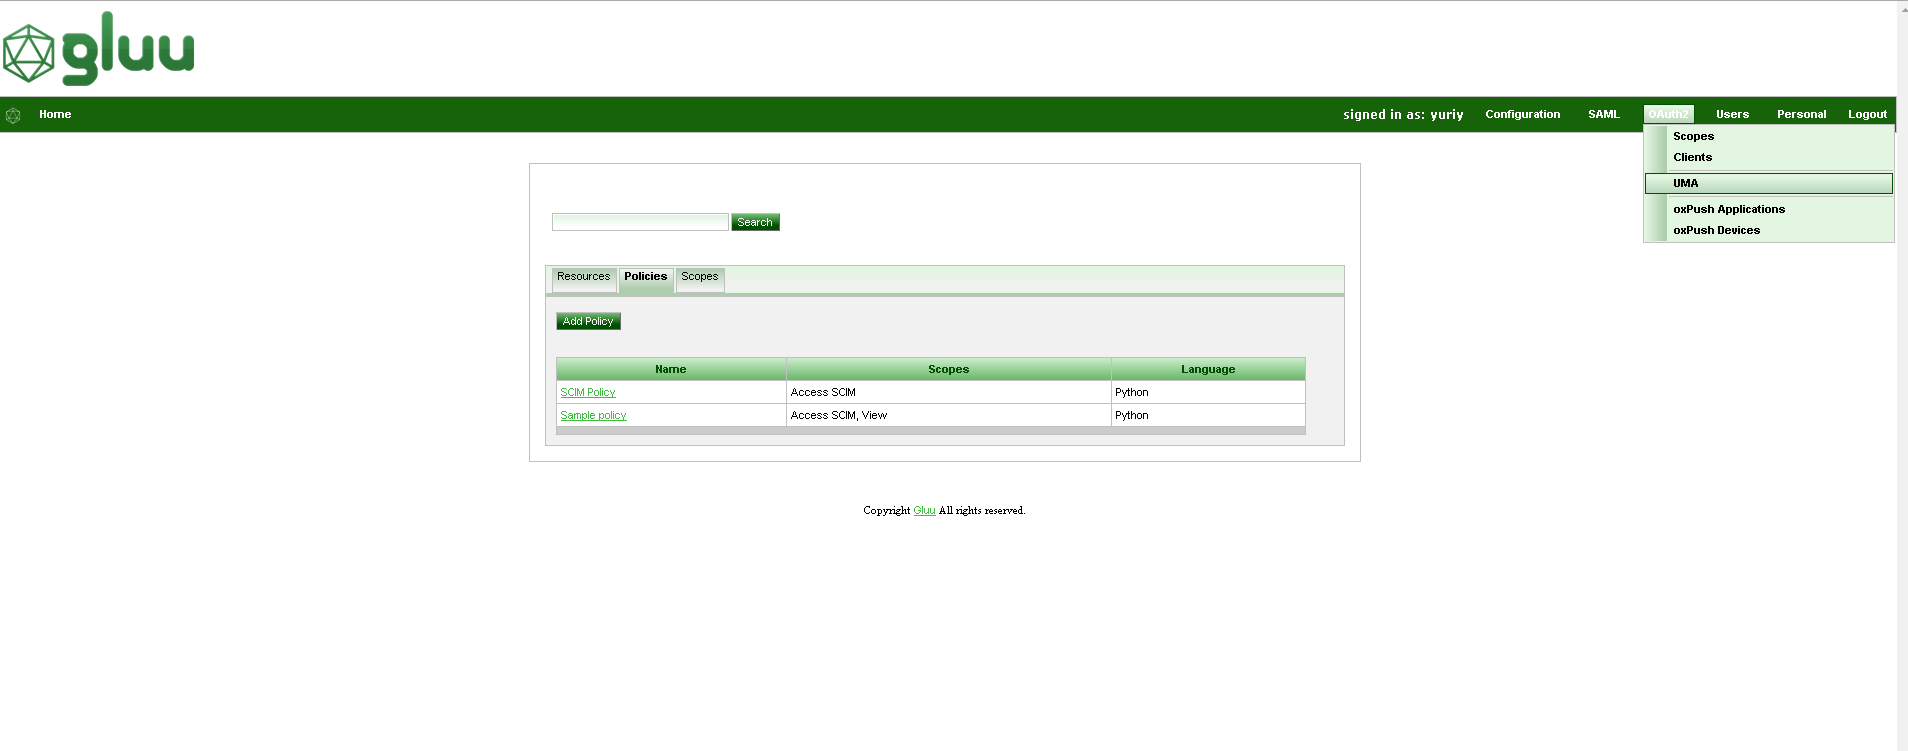 gluu
Home signed in as: yuriy Configuration SAML OAuth2 Users Personal Logout
Scopes
Clients
UMA
oxPush Applications
oxPush Devices
Search
Resources Policies Scopes
Add Policy
Name Scopes Language
SCIM Policy Access SCIM Python
Sample policy Access SCIM, View Python
Copyright Gluu All rights reserved.